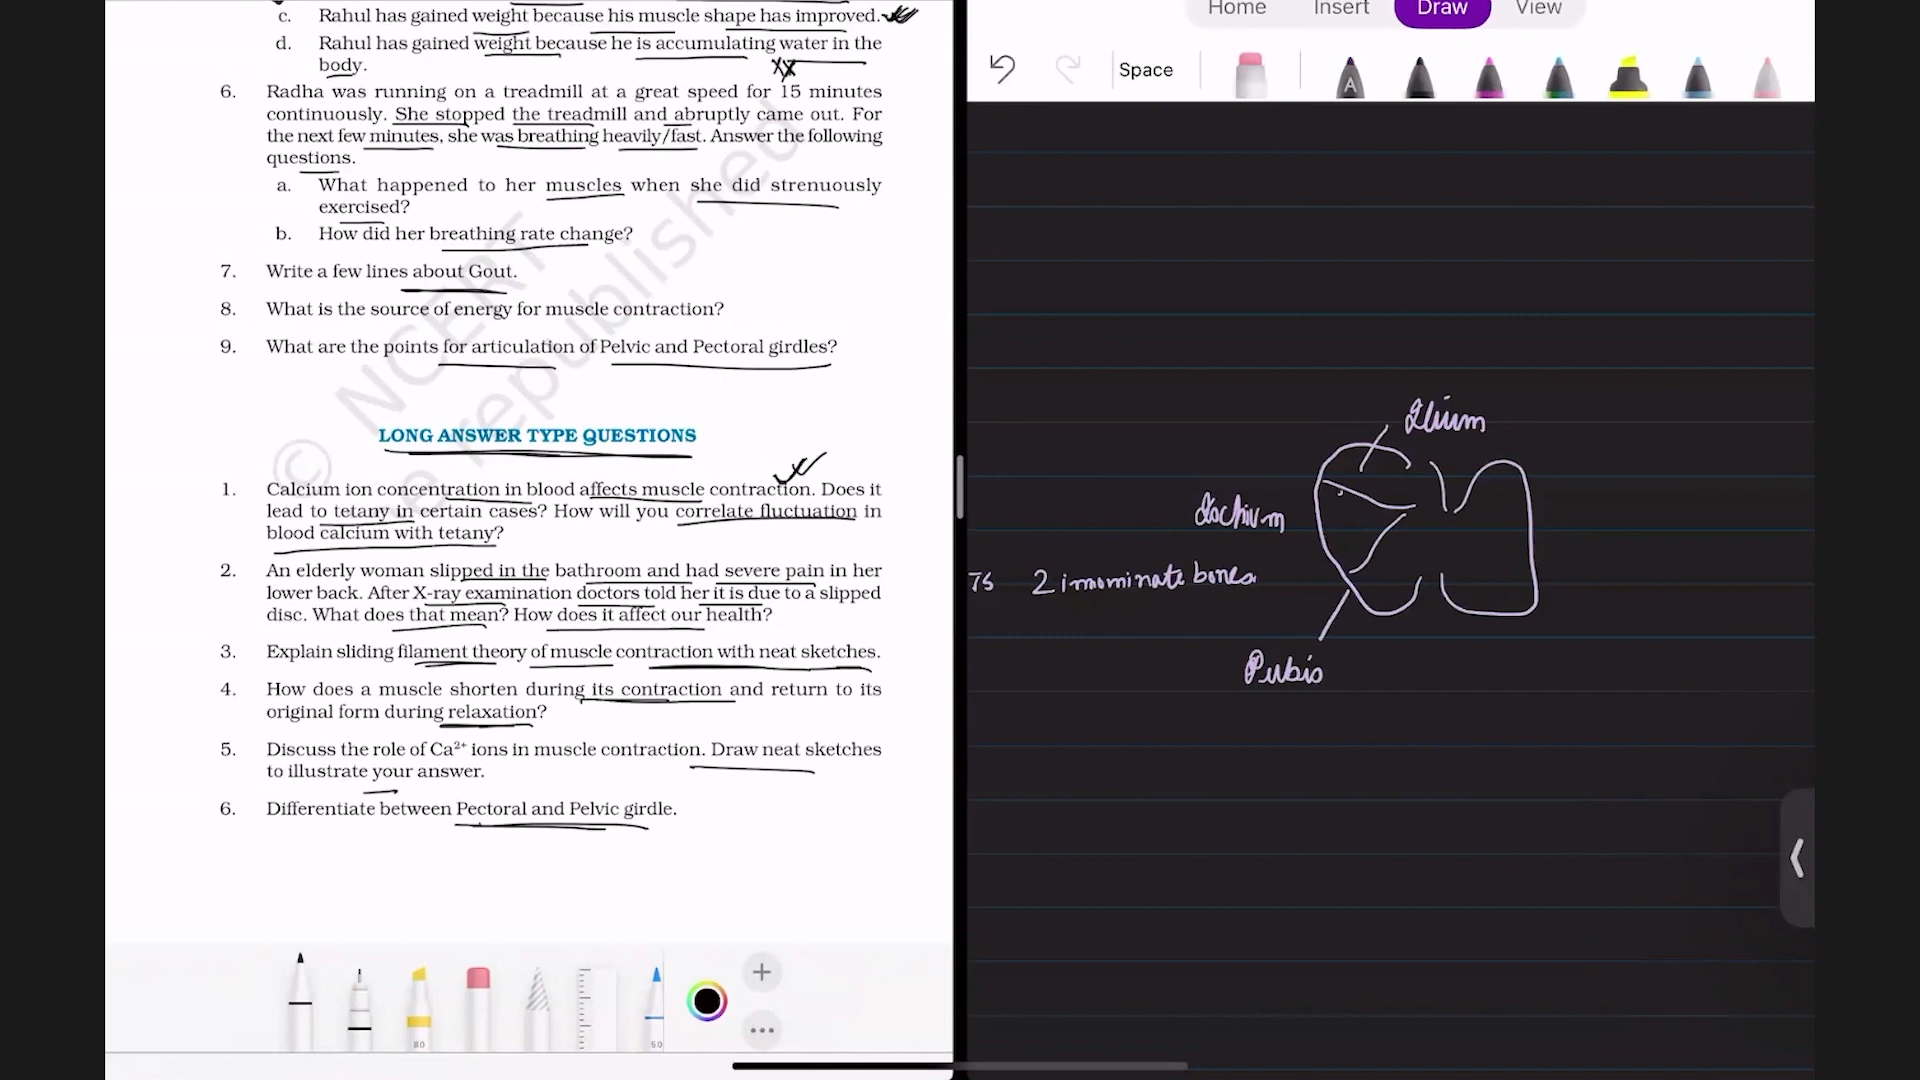 c. Rahul has gained weight because his muscle shape has improved.
d. Rahul has gained weight because he is accumulating water in the
body.
6. Radha was running on a treadmill at a great speed for 15 minutes
continuously. She stopped the treadmill and abruptly came out. For
the next few minutes, she was breathing heavily/fast. Answer the following
questions.
a. What happened to her muscles when she did strenuously
exercised?
b. How did her breathing rate change?
7. Write a few lines about Gout.
8. What is the source of energy for muscle contraction?
9. What are the points for articulation of Pelvic and Pectoral girdles?
© NCERT
republished
LONG ANSWER TYPE QUESTIONS
1. Calcium ion concentration in blood affects muscle contraction. Does it
lead to tetany in certain cases? How will you correlate fluctuation in
blood calcium with tetany?
2. An elderly woman slipped in the bathroom and had severe pain in her
lower back. After X-ray examination doctors told her it is due to a slipped
disc. What does that mean? How does it affect our health?
3. Explain sliding filament theory of muscle contraction with neat sketches.
4. How does a muscle shorten during its contraction and return to its
original form during relaxation?
5. Discuss the role of Ca²⁺ ions in muscle contraction. Draw neat sketches
to illustrate your answer.
6. Differentiate between Pectoral and Pelvic girdle.
80
50
Home Insert Draw View
Space
A
Ilium
Ischium
2 innominate bones
Pubis